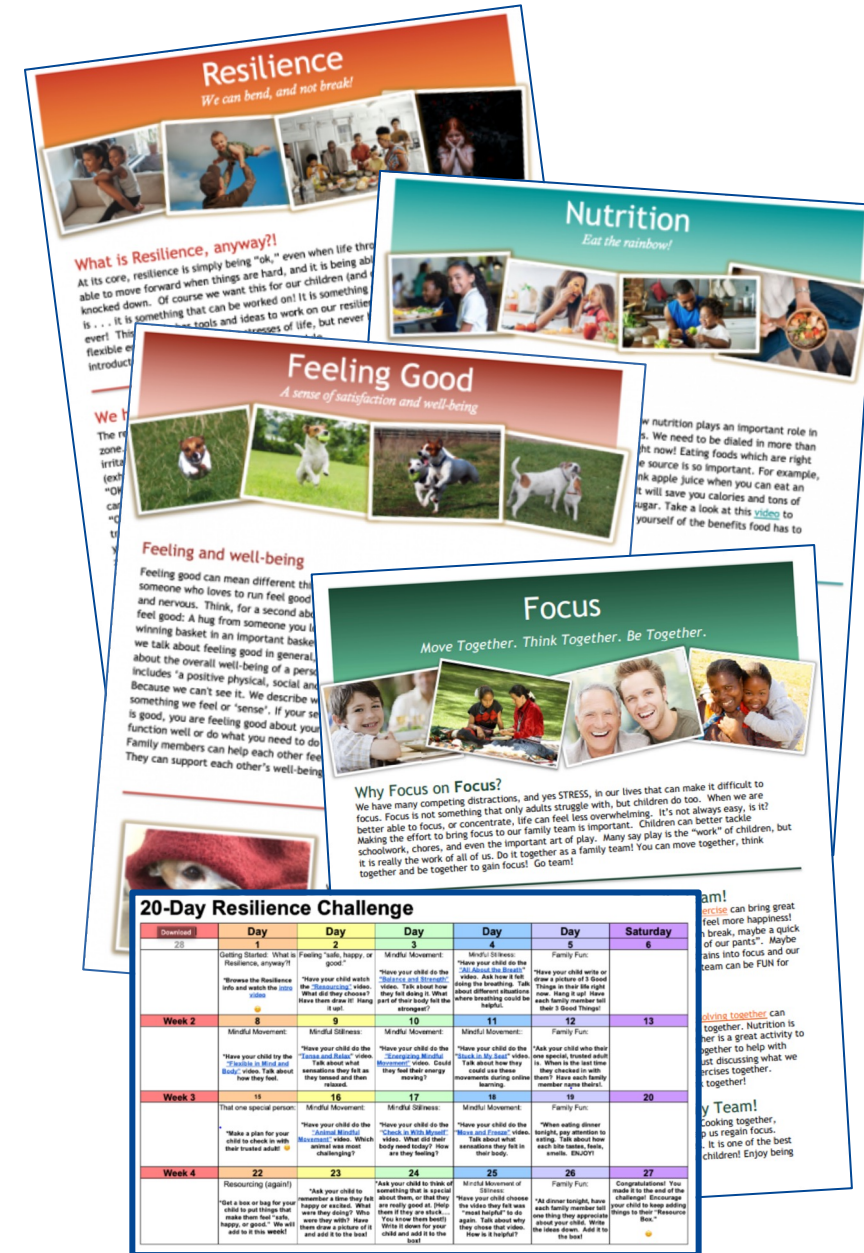 Resilience
We can bend, and not break!
What is Resilience, anyway?!
At its core, resilience is simply being "ok," even when life thro
able to move forward when things are hard, and it is being abl
knocked down. Of course we want this for our children (and
is . . . it is something that can be worked on! It is something
ever! This tools and ideas to work on our resilie
flexible e tresses of life, but never
introduct
We h
The re
zone.
irrita
(exh
"OK
can
"O
tr
Nutrition
Eat the rainbow!
w nutrition plays an important role in
s. We need to be dialed in more than
ht now! Eating foods which are right
e source is so important. For example,
nk apple juice when you can eat an
t will save you calories and tons of
ugar. Take a look at this video to
yourself of the benefits food has to
Feeling Good
A sense of satisfaction and well-being
Feeling and well-being
Feeling good can mean different thi
someone who loves to run feel good
and nervous. Think, for a second abo
feel good: A hug from someone you l
winning basket in an important baske
we talk about feeling good in general,
about the overall well-being of a perso
includes 'a positive physical, social and
Because we can't see it. We describe w
something we feel or 'sense'. If your se
is good, you are feeling good about your
function well or do what you need to do
Family members can help each other fee
They can support each other's well-being
Focus
Move Together. Think Together. Be Together.
Why Focus on Focus?
We have many competing distractions, and yes STRESS, in our lives that can make it difficult to
focus. Focus is not something that only adults struggle with, but children do too. When we are
better able to focus, or concentrate, life can feel less overwhelming. It's not always easy, is it?
Making the effort to bring focus to our family team is important. Children can better tackle
schoolwork, chores, and even the important art of play. Many say play is the "work" of children, but
it is really the work of all of us. Do it together as a family team! You can move together, think
together and be together to gain focus! Go team!
am!
ercise can bring great
feel more happiness!
n break, maybe a quick
of our pants". Maybe
rains into focus and our
team can be FUN for
olving together can
together. Nutrition is
her is a great activity to
ogether to help with
ust discussing what we
ercises together.
together!
y Team!
Cooking together,
p us regain focus.
. It is one of the best
children! Enjoy being
20-Day Resilience Challenge
Download Day Day Day Day Day Saturday
28 1 2 3 4 5 6
Getting Started: What is Resilience, anyway?!
*Browse the Resilience info and watch the intro video
Feeling "safe, happy, or good."
*Have your child watch the "Resourcing" video. What did they choose? Have them draw it! Hang it up!
Mindful Movement:
*Have your child do the "Balance and Strength" video. Talk about how they felt doing it. What part of their body felt the strongest?
Mindful Stillness:
*Have your child do the "All About the Breath" video. Ask how it felt doing the breathing. Talk about different situations where breathing could be helpful.
Family Fun:
*Have your child write or draw a picture of 3 Good Things in their life right now. Hang it up! Have each family member tell their 3 Good Things!
Week 2 8 9 10 11 12 13
Mindful Movement:
*Have your child try the "Flexible in Mind and Body" video. Talk about how they feel.
Mindful Stillness:
*Have your child do the "Tense and Relax" video. Talk about what sensations they felt as they tensed and then relaxed.
Mindful Movement:
*Have your child do the "Energizing Mindful Movement" video. Could they feel their energy moving?
Mindful Movement:
*Have your child do the "Stuck in My Seat" video. Talk about how they could use these movements during online learning.
Family Fun:
*Ask your child who their one special, trusted adult is. When is the last time they checked in with them? Have each family member name theirs!.
Week 3 15 16 17 18 19 20
That one special person:
*Make a plan for your child to check in with their trusted adult!
Mindful Movement:
*Have your child do the "Animal Mindful Movement" video. Which animal was most challenging?
Mindful Stillness:
*Have your child do the "Check in With Myself" video. What did their body need today? How are they feeling?
Mindful Movement:
*Have your child do the "Move and Freeze" video. Talk about what sensations they felt in their body.
Family Fun:
*When eating dinner tonight, pay attention to eating. Talk about how each bite tastes, feels, smells. ENJOY!
Week 4 22 23 24 25 26 27
Resourcing (again!)
*Get a box or bag for your child to put things that make them feel "safe, happy, or good." We will add to it this week!
*Ask your child to remember a time they felt happy or excited. What were they doing? Who were they with? Have them draw a picture of it and add it to the box!
*Ask your child to think of something that is special about them, or that they are really good at. (Help them if they are stuck.... You know them best!) Write it down for your child and add it to the box!
Mindful Movement of Stillness:
*Have your child choose the video they felt was "most helpful" to do again. Talk about why they chose that video. How is it helpful?
Family Fun:
*At dinner tonight, have each family member tell one thing they appreciate about your child. Write the ideas down. Add it to the box!
Congratulations! You made it to the end of the challenge! Encourage your child to keep adding things to their "Resource Box."